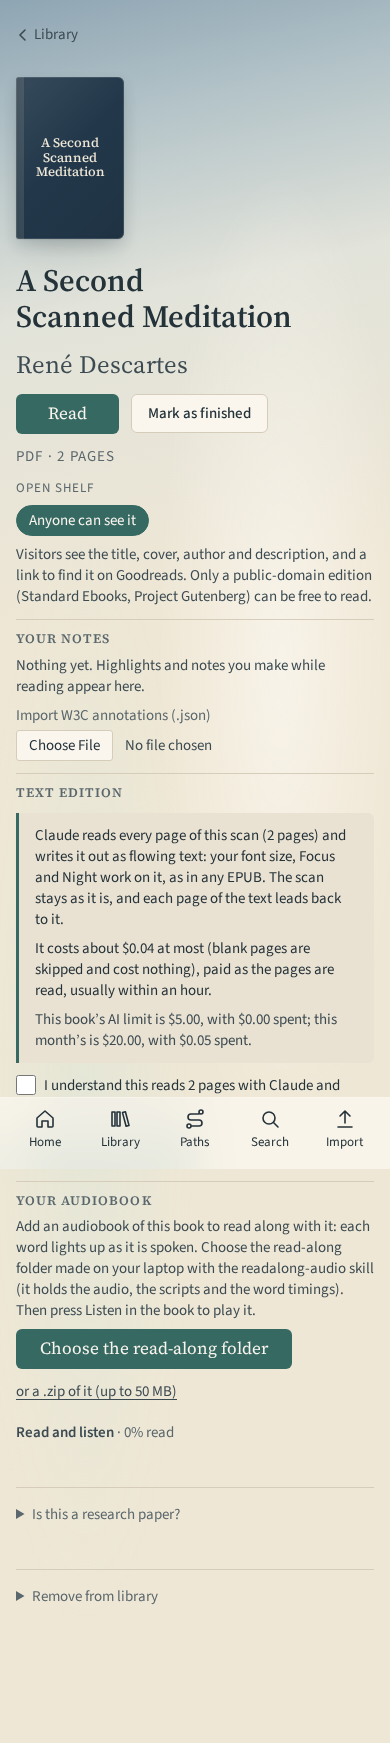 Library
A Second
Scanned
Meditation
A Second
Scanned Meditation
René Descartes
Read
Mark as finished
PDF · 2 PAGES
OPEN SHELF
Anyone can see it
Visitors see the title, cover, author and description, and a
link to find it on Goodreads. Only a public-domain edition
(Standard Ebooks, Project Gutenberg) can be free to read.
YOUR NOTES
Nothing yet. Highlights and notes you make while
reading appear here.
Import W3C annotations (.json)
Choose File No file chosen
TEXT EDITION
Claude reads every page of this scan (2 pages) and
writes it out as flowing text: your font size, Focus
and Night work on it, as in any EPUB. The scan
stays as it is, and each page of the text leads back
to it.
It costs about $0.04 at most (blank pages are
skipped and cost nothing), paid as the pages are
read, usually within an hour.
This book’s AI limit is $5.00, with $0.00 spent; this
month’s is $20.00, with $0.05 spent.
I understand this reads 2 pages with Claude and
Home Library Paths Search Import
YOUR AUDIOBOOK
Add an audiobook of this book to read along with it: each
word lights up as it is spoken. Choose the read-along
folder made on your laptop with the readalong-audio skill
(it holds the audio, the scripts and the word timings).
Then press Listen in the book to play it.
Choose the read-along folder
or a .zip of it (up to 50 MB)
Read and listen · 0% read
Is this a research paper?
Remove from library